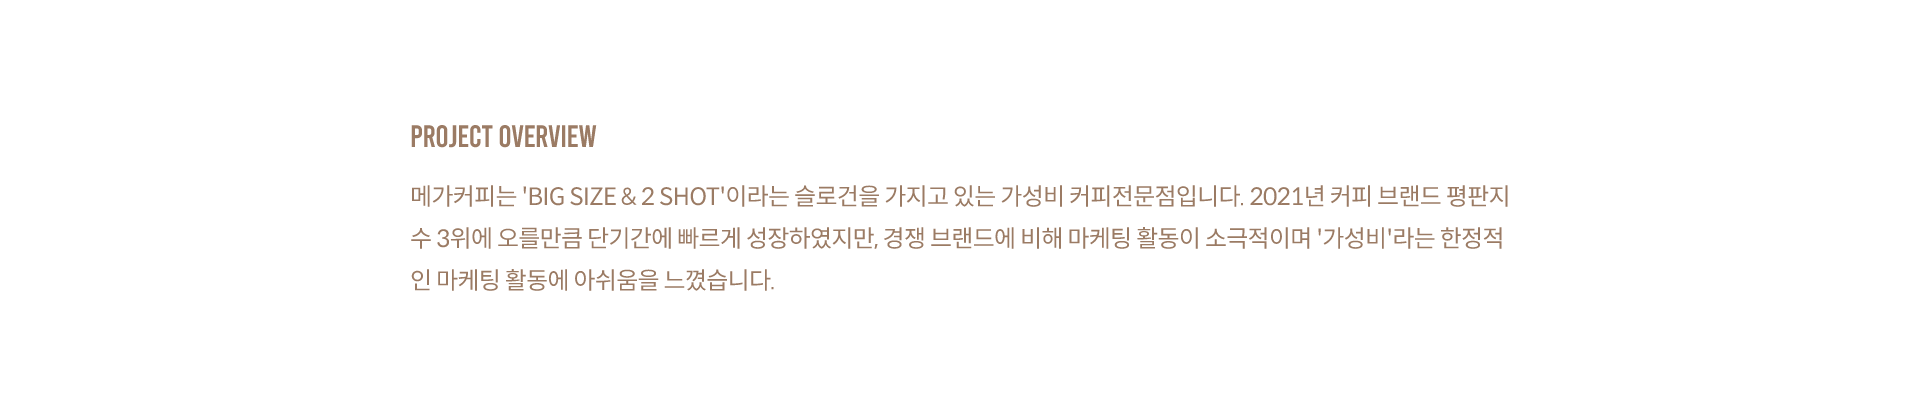 PROJECT OVERVIEW
메가커피는 'BIG SIZE & 2 SHOT'이라는 슬로건을 가지고 있는 가성비 커피전문점입니다. 2021년 커피 브랜드 평판지
수 3위에 오를만큼 단기간에 빠르게 성장하였지만, 경쟁 브랜드에 비해 마케팅 활동이 소극적이며 '가성비'라는 한정적
인 마케팅 활동에 아쉬움을 느꼈습니다.